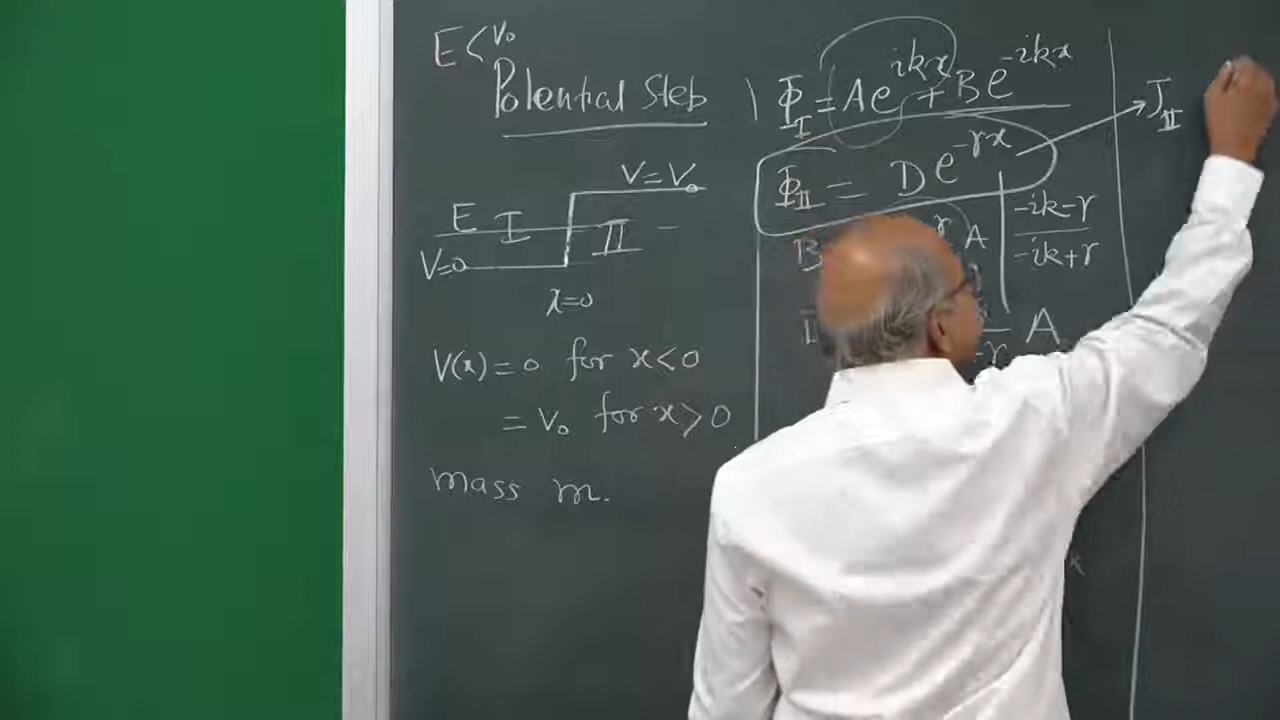 E < V₀
Potential Step
V=V₀
E I II
V=0
x=0
V(x) = 0 for x<0
= V₀ for x>0
mass m.
Φ_I = Ae^{ikx} + Be^{-ikx}
Φ_II = De^{-γx}
J_II
B γ A
-ik-γ
-ik+γ
-γ A